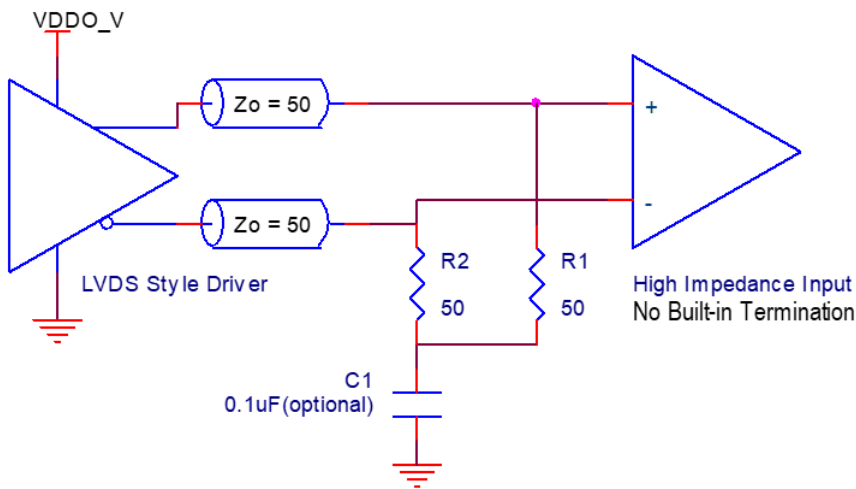 VDDO_V
Zo = 50
+
Zo = 50
-
LVDS Style Driver
R2
50
R1
50
High Impedance Input
No Built-in Termination
C1
0.1uF(optional)